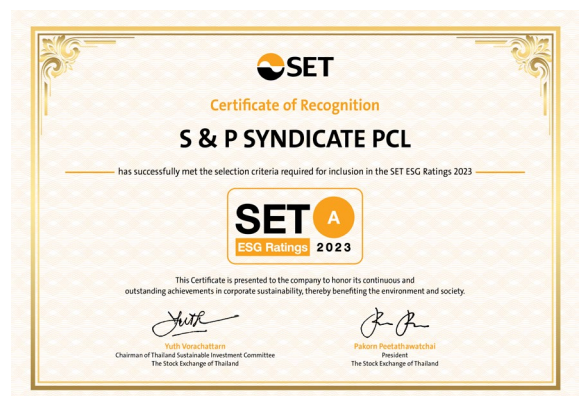 SET
Certificate of Recognition
S & P SYNDICATE PCL
has successfully met the selection criteria required for inclusion in the SET ESG Ratings 2023
SET A
ESG Ratings 2023
This Certificate is presented to the company to honor its continuous and
outstanding achievements in corporate sustainability, thereby benefiting the environment and society.
Yuth Vorachattarn
Chairman of Thailand Sustainable Investment Committee
The Stock Exchange of Thailand
Pakorn Peetathawatchai
President
The Stock Exchange of Thailand